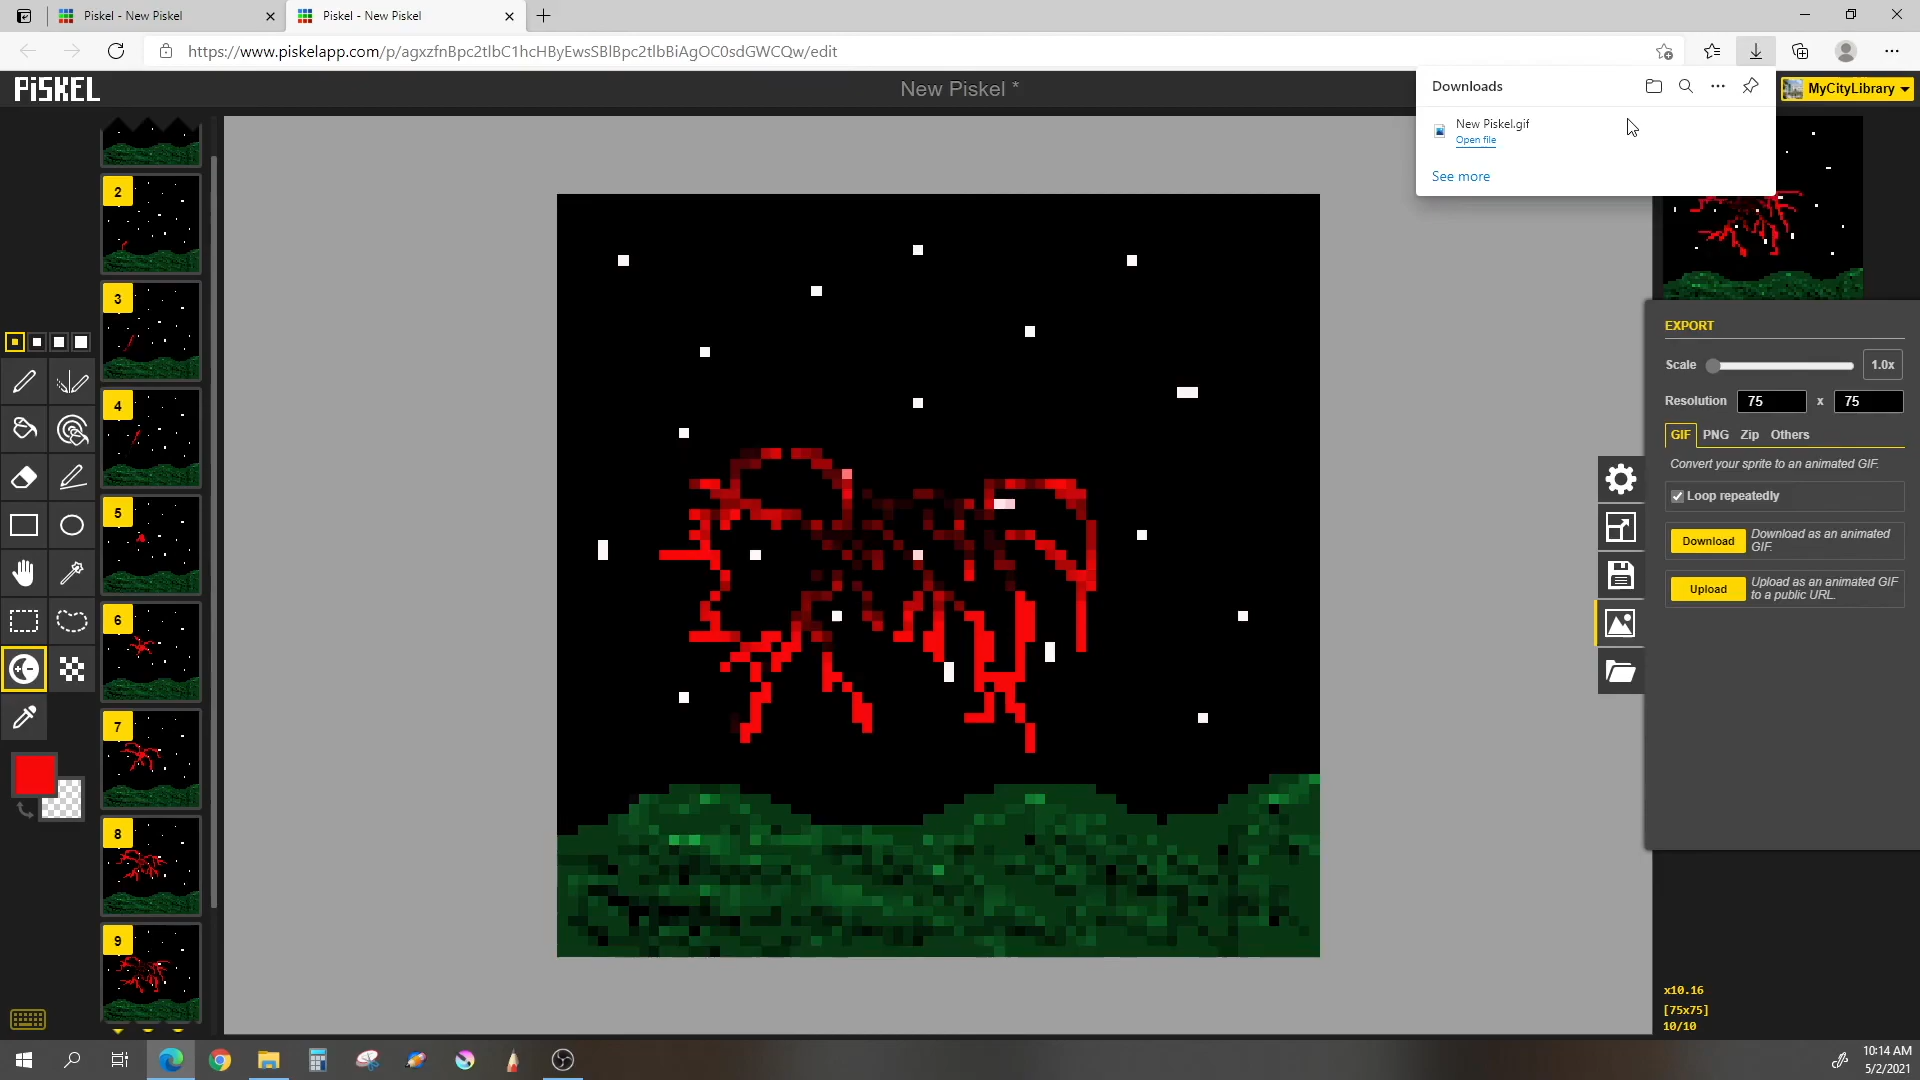 Piskel - New Piskel
Piskel - New Piskel
https://www.piskelapp.com/p/agxzfnBpc2tlbC1hcHByEwsSBlBpc2tlbBiAgOC0sdGWCQw/edit
PiSKEL
New Piskel *
MyCityLibrary
Downloads
New Piskel.gif
Open file
See more
2
3
4
5
6
7
8
9
EXPORT
Scale 1.0x
Resolution 75 x 75
GIF PNG Zip Others
Convert your sprite to an animated GIF.
Loop repeatedly
Download Download as an animated
GIF.
Upload Upload as an animated GIF
to a public URL.
x10.16
[75x75]
10/10
10:14 AM
5/2/2021